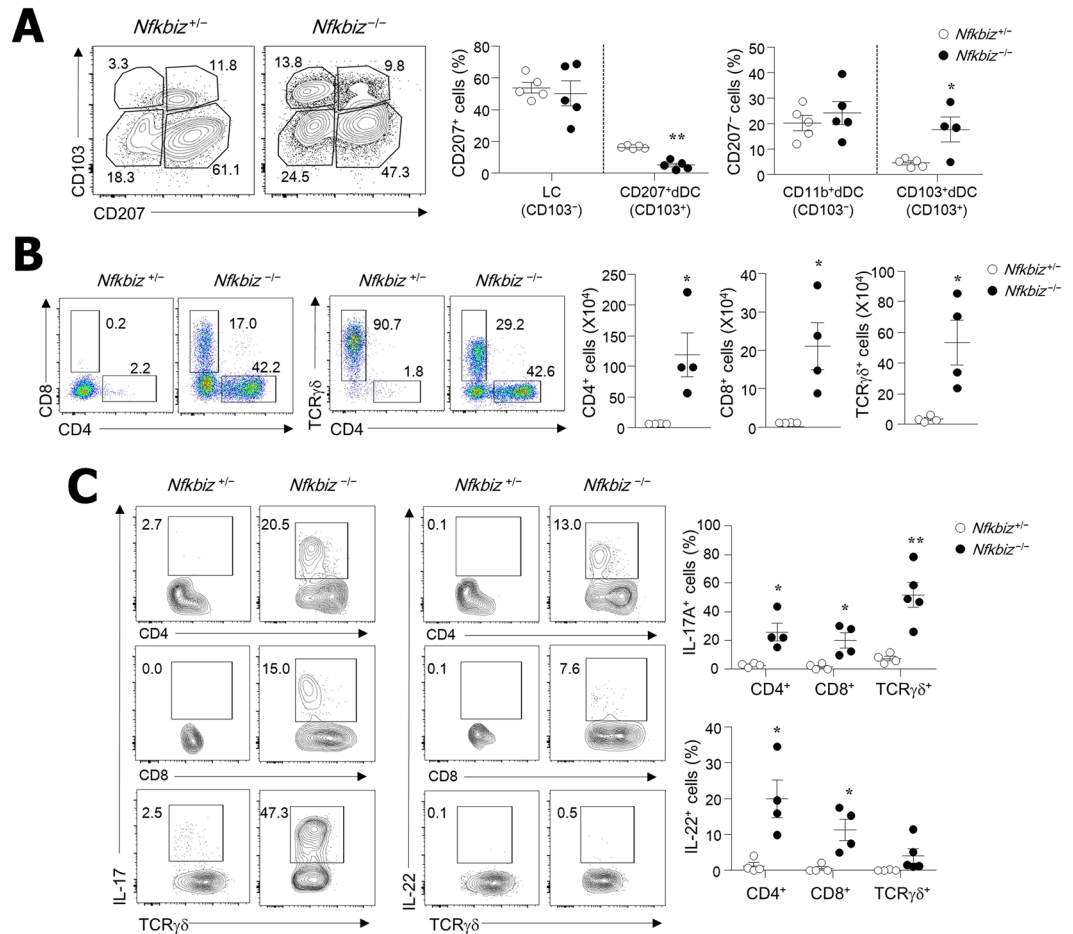 A
Nfkbiz+/−
Nfkbiz−/−
3.3
11.8
18.3
61.1
13.8
9.8
24.5
47.3
CD103
CD207
CD207+ cells (%)
80
60
40
20
0
**
LC
(CD103−)
CD207+dDC
(CD103+)
CD207− cells (%)
50
40
30
20
10
0
*
CD11b+dDC
(CD103−)
CD103+dDC
(CD103+)
Nfkbiz+/−
Nfkbiz−/−
B
Nfkbiz +/−
Nfkbiz −/−
0.2
2.2
17.0
42.2
CD8
CD4
Nfkbiz +/−
Nfkbiz −/−
90.7
1.8
29.2
42.6
TCRγδ
CD4
CD4+ cells (X10⁴)
250
200
150
100
50
0
*
CD8+ cells (X10⁴)
40
30
20
10
0
*
TCRγδ+ cells (X10⁴)
100
80
60
40
20
0
*
Nfkbiz+/−
Nfkbiz−/−
C
Nfkbiz +/−
Nfkbiz −/−
Nfkbiz +/−
Nfkbiz −/−
2.7
20.5
0.1
13.0
CD4
CD4
0.0
15.0
0.1
7.6
CD8
CD8
2.5
47.3
0.1
0.5
IL-17
TCRγδ
IL-22
TCRγδ
IL-17A+ cells (%)
100
80
60
40
20
0
*
*
**
CD4+
CD8+
TCRγδ+
Nfkbiz+/−
Nfkbiz−/−
IL-22+ cells (%)
40
30
20
10
0
*
*
CD4+
CD8+
TCRγδ+